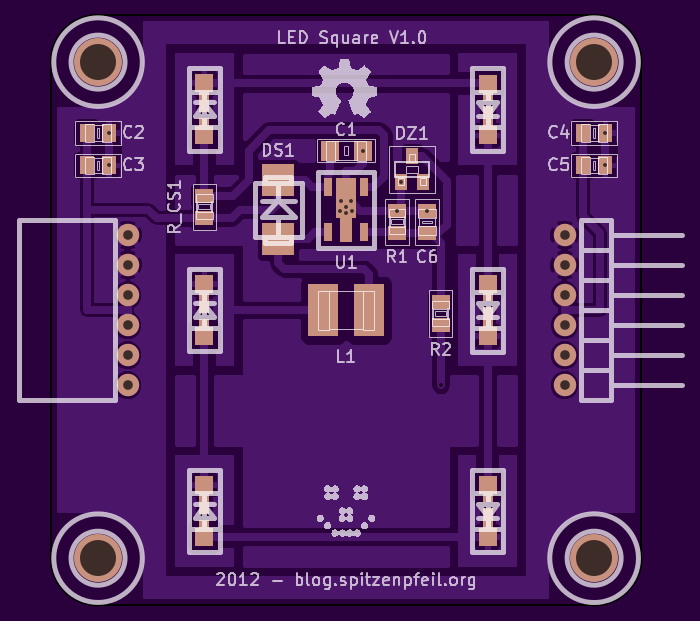 LED Square V1.0
C1
C2
DZ1
C4
DS1
C3
C5
R_CS1
R1
C6
U1
R2
L1
2012 – blog.spitzenpfeil.org